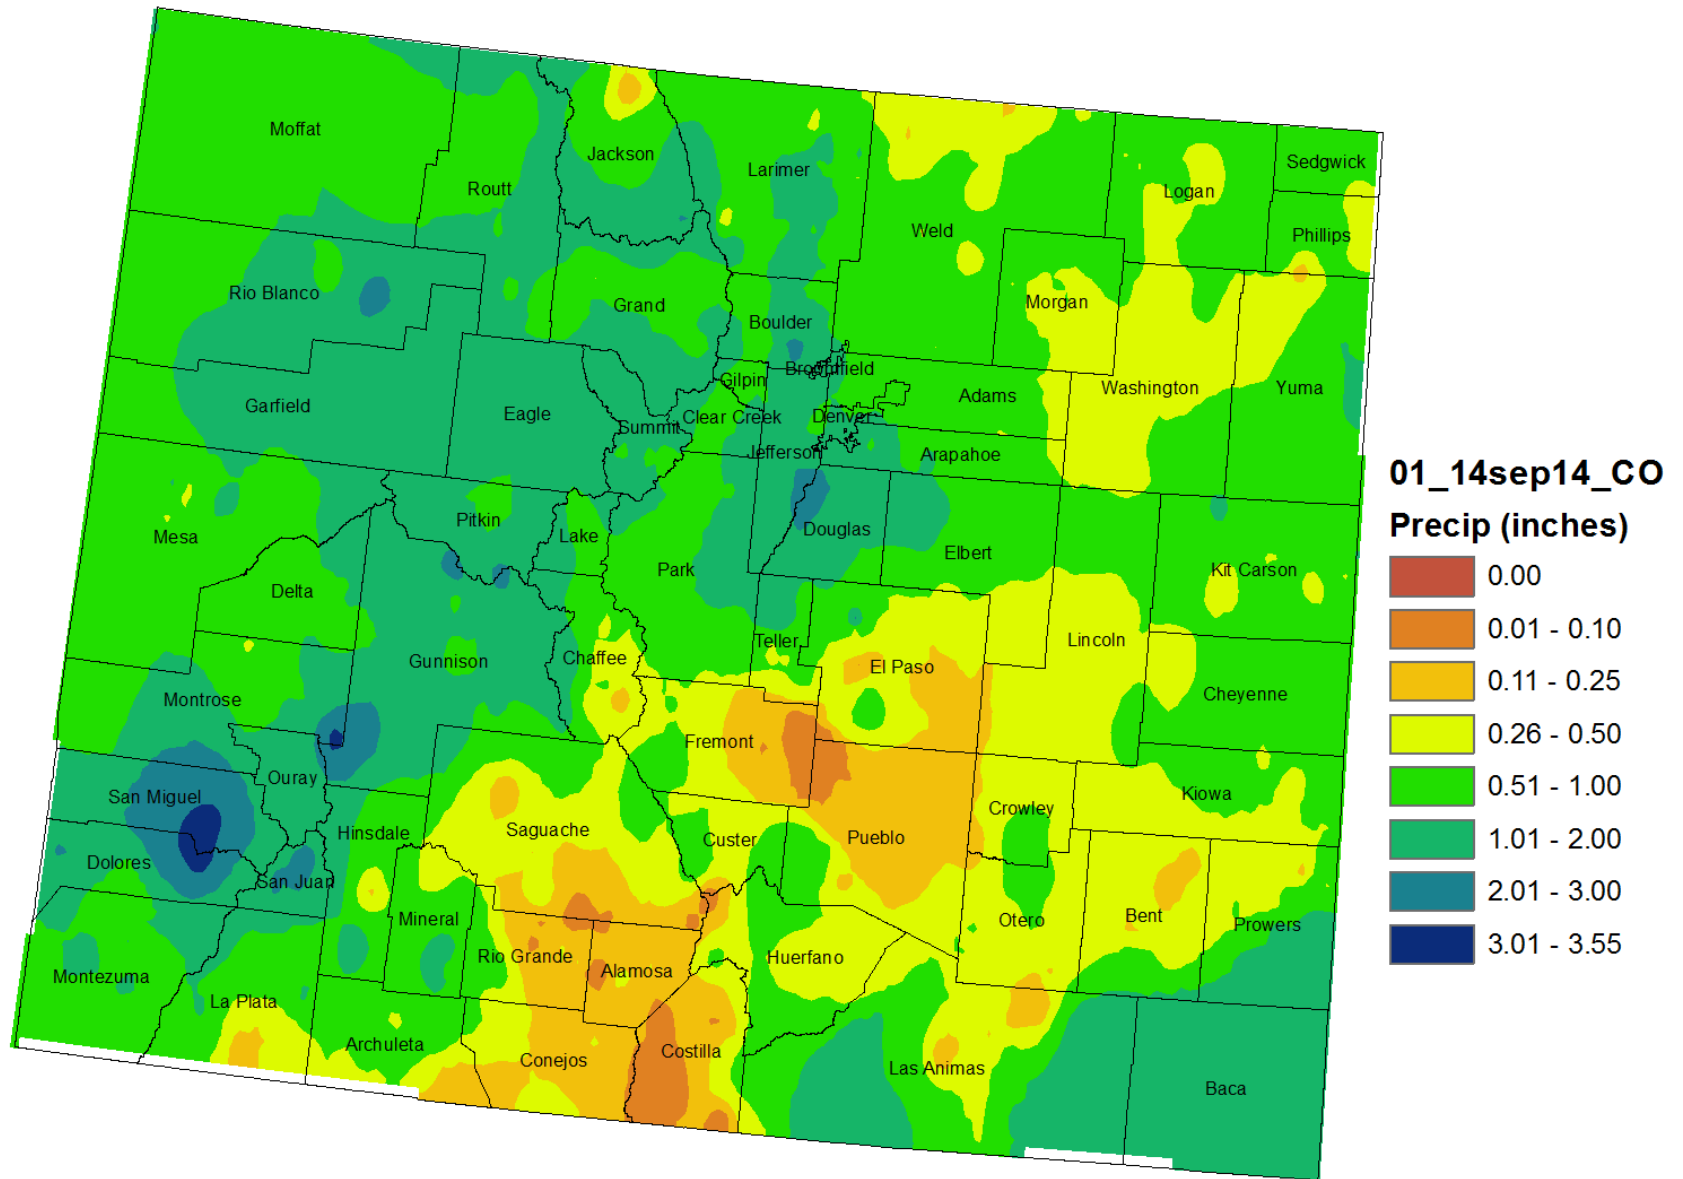 Moffat
Routt
Jackson
Larimer
Weld
Logan
Sedgwick
Phillips
Rio Blanco
Grand
Boulder
Morgan
Broomfield
Gilpin
Adams
Washington
Yuma
Garfield
Eagle
Summit
Clear Creek
Denver
Jefferson
Arapahoe
Mesa
Pitkin
Lake
Douglas
Elbert
Park
Kit Carson
Delta
Teller
Lincoln
Gunnison
Chaffee
El Paso
Cheyenne
Montrose
Fremont
Ouray
San Miguel
Hinsdale
Saguache
Custer
Pueblo
Crowley
Kiowa
Dolores
San Juan
Mineral
Otero
Bent
Prowers
Rio Grande
Alamosa
Huerfano
Montezuma
La Plata
Archuleta
Conejos
Costilla
Las Animas
Baca
01_14sep14_CO
Precip (inches)
0.00
0.01 - 0.10
0.11 - 0.25
0.26 - 0.50
0.51 - 1.00
1.01 - 2.00
2.01 - 3.00
3.01 - 3.55